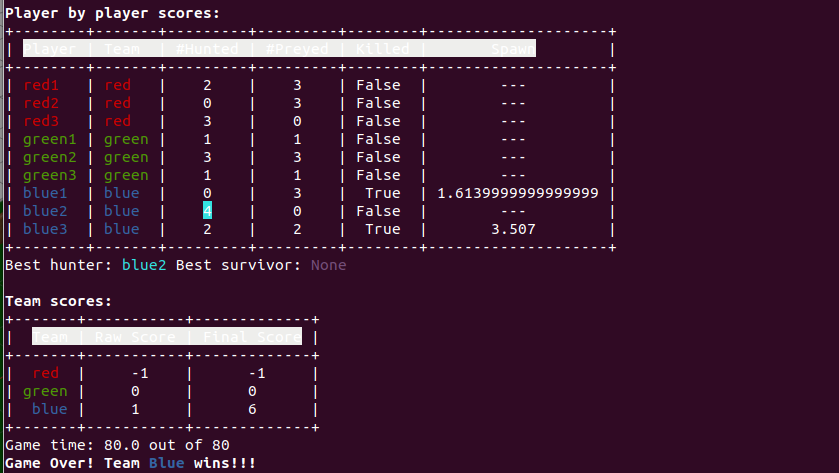 Player by player scores:
+--------+-------+---------+---------+--------+--------------------+
| Player | Team | #Hunted | #Preyed | Killed | Spawn |
+--------+-------+---------+---------+--------+--------------------+
| red1 | red | 2 | 3 | False | --- |
| red2 | red | 0 | 3 | False | --- |
| red3 | red | 3 | 0 | False | --- |
| green1 | green | 1 | 1 | False | --- |
| green2 | green | 3 | 3 | False | --- |
| green3 | green | 1 | 1 | False | --- |
| blue1 | blue | 0 | 3 | True | 1.6139999999999999 |
| blue2 | blue | 4 | 0 | False | --- |
| blue3 | blue | 2 | 2 | True | 3.507 |
+--------+-------+---------+---------+--------+--------------------+
Best hunter: blue2 Best survivor: None
Team scores:
+-------+-----------+-------------+
| Team | Raw Score | Final Score |
+-------+-----------+-------------+
| red | -1 | -1 |
| green | 0 | 0 |
| blue | 1 | 6 |
+-------+-----------+-------------+
Game time: 80.0 out of 80
Game Over! Team Blue wins!!!